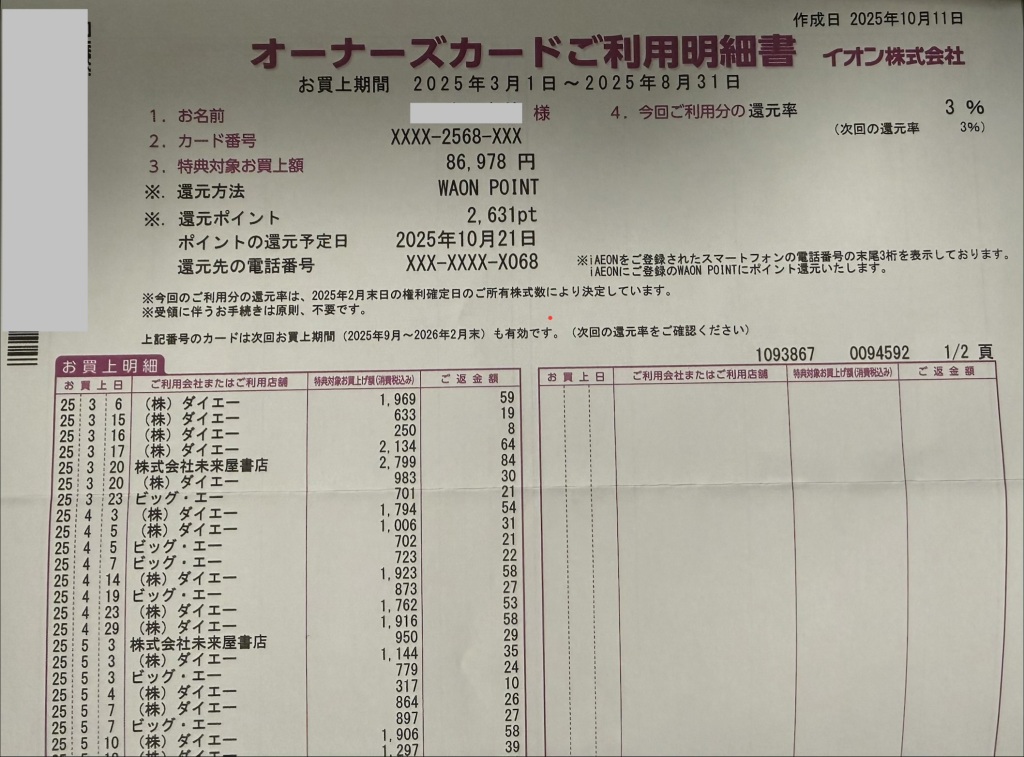 作成日 2025年10月11日
オーナーズカードご利用明細書 イオン株式会社
お買上期間 2025年3月1日～2025年8月31日
1. お名前 様
2. カード番号 XXXX-2568-XXX
3. 特典対象お買上額 86,978 円
※. 還元方法 WAON POINT
※. 還元ポイント 2,631pt
ポイントの還元予定日 2025年10月21日
還元先の電話番号 XXX-XXXX-X068
4. 今回ご利用分の還元率 3 %
(次回の還元率 3%)
※iAEONをご登録されたスマートフォンの電話番号の末尾3桁を表示しております。
iAEONにご登録のWAON POINTにポイント還元いたします。
※今回のご利用分の還元率は、2025年2月末日の権利確定日のご所有株式数により決定しています。
※受領に伴うお手続きは原則、不要です。
上記番号のカードは次回お買上期間（2025年9月～2026年2月末）も有効です。（次回の還元率をご確認ください）
1093867 0094592 1/2 頁
お買上明細
お買上日 ご利用会社またはご利用店舗 特典対象お買上げ額(消費税込み) ご返金額 お買上日 ご利用会社またはご利用店舗 特典対象お買上げ額(消費税込み) ご返金額
25 3 6 （株）ダイエー 1,969 59
25 3 15 （株）ダイエー 633 19
25 3 16 （株）ダイエー 250 8
25 3 17 （株）ダイエー 2,134 64
25 3 20 株式会社未来屋書店 2,799 84
25 3 20 （株）ダイエー 983 30
25 3 23 ビッグ・エー 701 21
25 4 3 （株）ダイエー 1,794 54
25 4 5 （株）ダイエー 1,006 31
25 4 5 ビッグ・エー 702 21
25 4 7 ビッグ・エー 723 22
25 4 14 （株）ダイエー 1,923 58
25 4 19 ビッグ・エー 873 27
25 4 23 （株）ダイエー 1,762 53
25 4 29 （株）ダイエー 1,916 58
25 5 3 株式会社未来屋書店 950 29
25 5 3 （株）ダイエー 1,144 35
25 5 3 ビッグ・エー 779 24
25 5 4 （株）ダイエー 317 10
25 5 7 （株）ダイエー 864 26
25 5 7 ビッグ・エー 897 27
25 5 10 （株）ダイエー 1,906 58
1,297 39